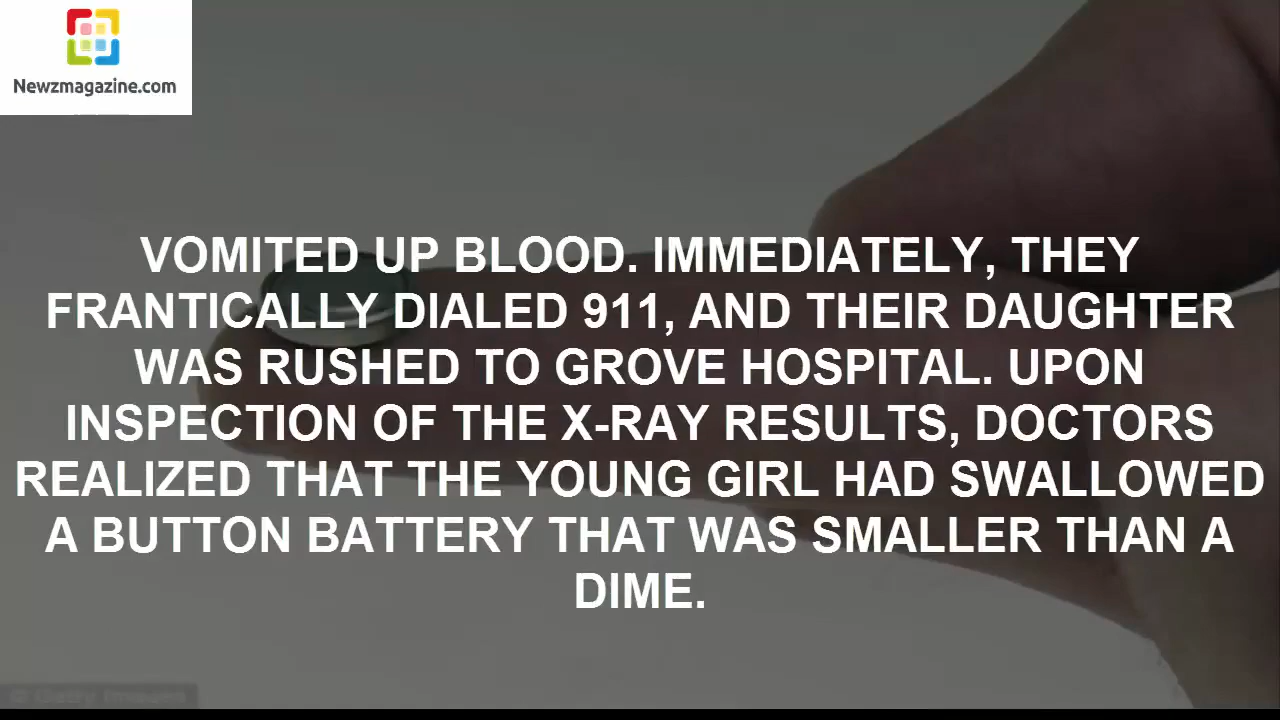 Newzmagazine.com
VOMITED UP BLOOD. IMMEDIATELY, THEY
FRANTICALLY DIALED 911, AND THEIR DAUGHTER
WAS RUSHED TO GROVE HOSPITAL. UPON
INSPECTION OF THE X-RAY RESULTS, DOCTORS
REALIZED THAT THE YOUNG GIRL HAD SWALLOWED
A BUTTON BATTERY THAT WAS SMALLER THAN A
DIME.
© Getty Images